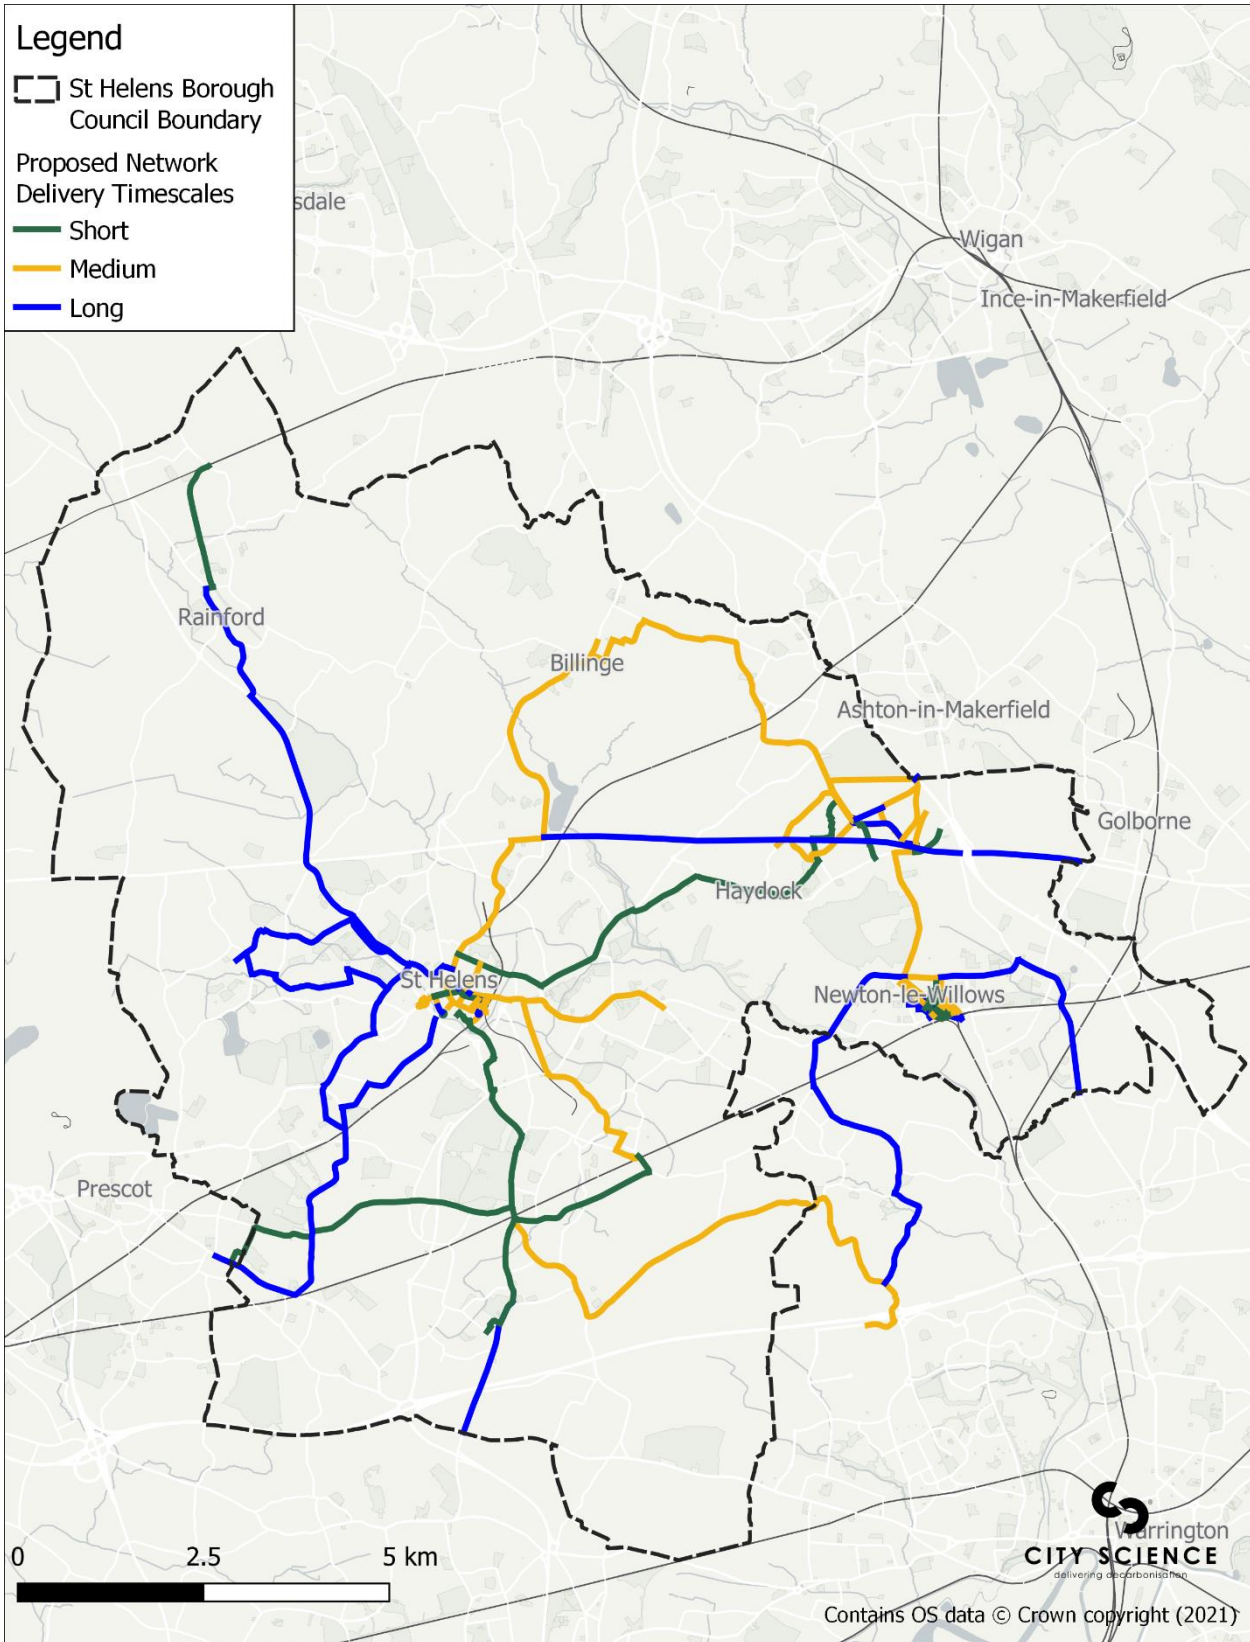 Legend
St Helens Borough
Council Boundary
Proposed Network
Delivery Timescales
Short
Medium
Long
sdale
Wigan
Ince-in-Makerfield
Rainford
Billinge
Ashton-in-Makerfield
Golborne
Haydock
St Helens
Newton-le-Willows
Prescot
Warrington
CITY SCIENCE
delivering decarbonisation
0 2.5 5 km
Contains OS data © Crown copyright (2021)